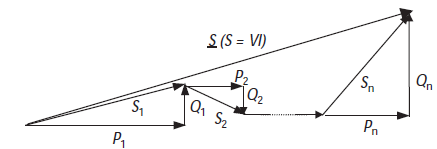 S (S = VI)
P2
Sn
Qn
S1
Q1
Q2
S2
P1
Pn